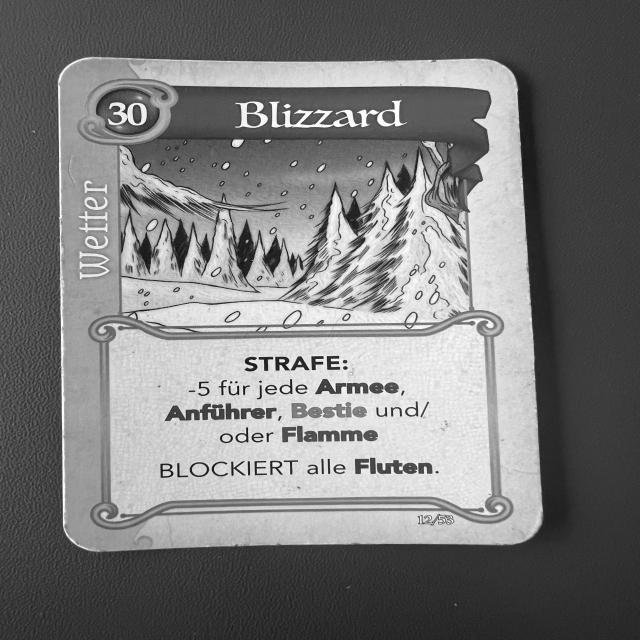 30
Blizzard
Wetter
STRAFE:
-5 für jede Armee,
Anführer, Bestie und/
oder Flamme
BLOCKIERT alle Fluten.
12/53